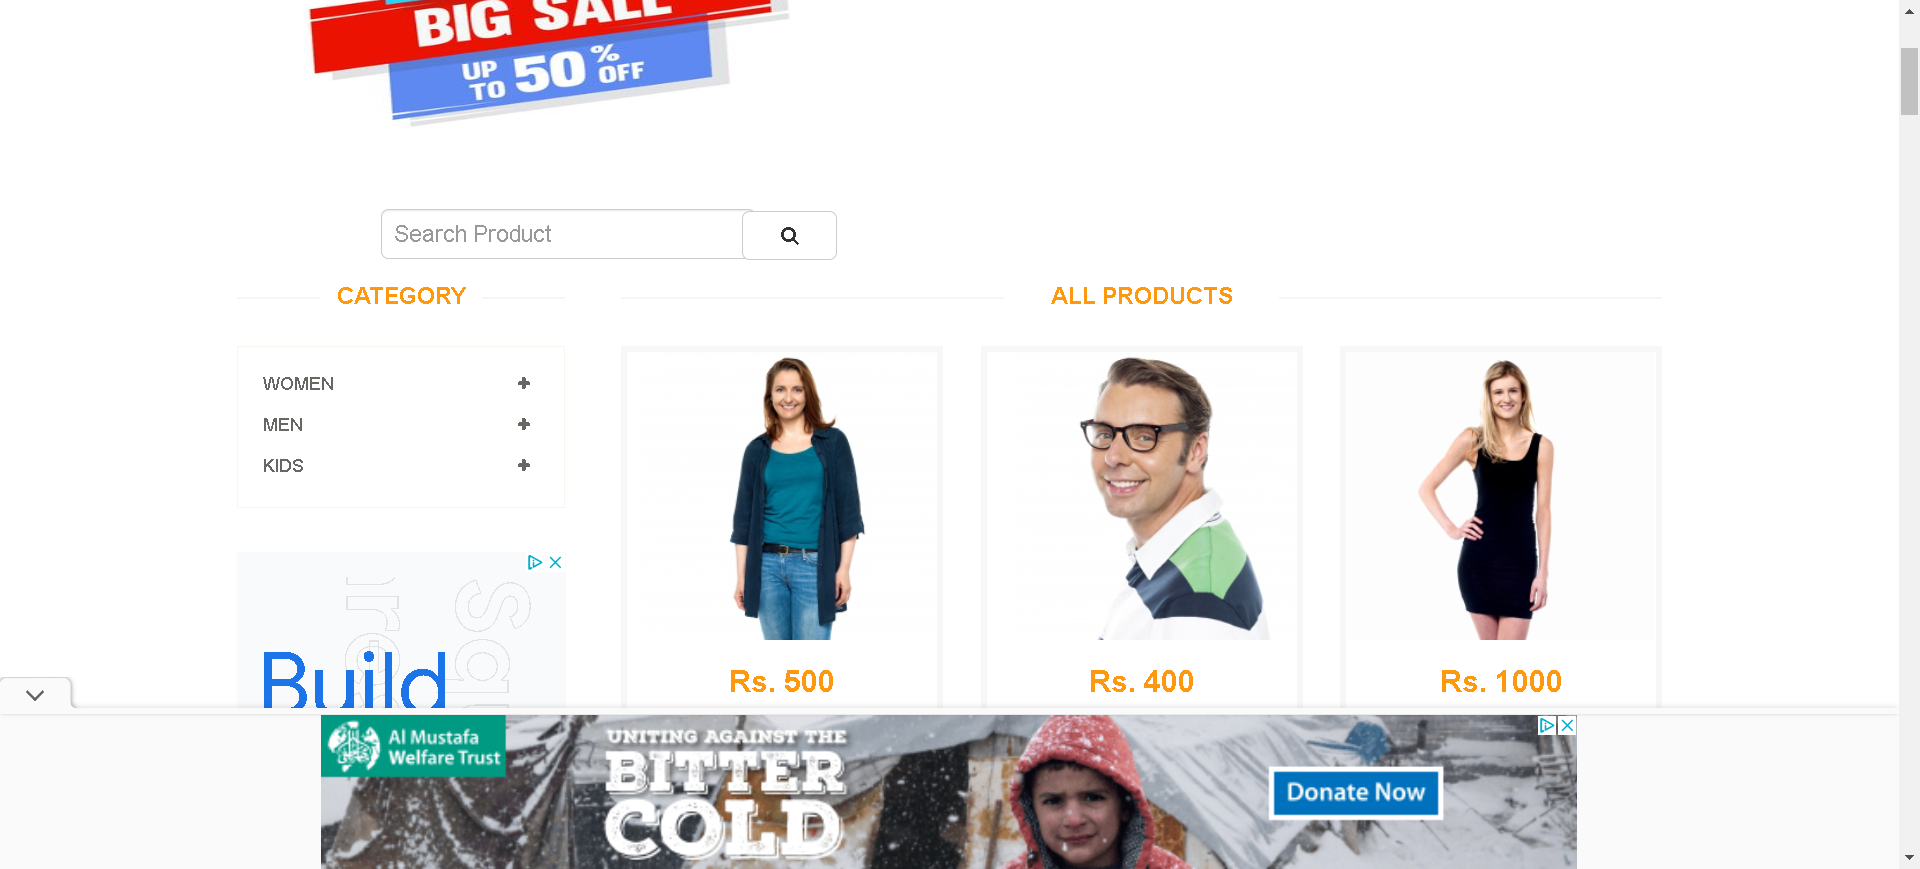 BIG SALE
UP TO 50% OFF
Search Product
CATEGORY
ALL PRODUCTS
WOMEN
MEN
KIDS
Build
Rs. 500
Rs. 400
Rs. 1000
Al Mustafa
Welfare Trust
UNITING AGAINST THE
BITTER
COLD
Donate Now